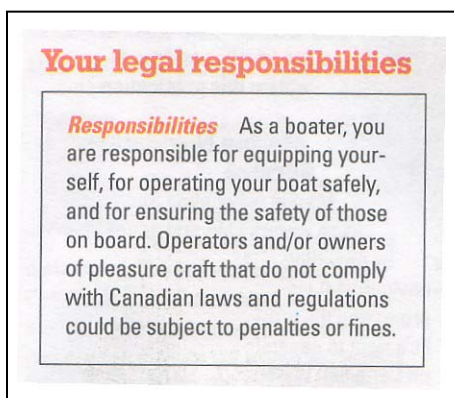 Your legal responsibilities
Responsibilities As a boater, you
are responsible for equipping your-
self, for operating your boat safely,
and for ensuring the safety of those
on board. Operators and/or owners
of pleasure craft that do not comply
with Canadian laws and regulations
could be subject to penalties or fines.